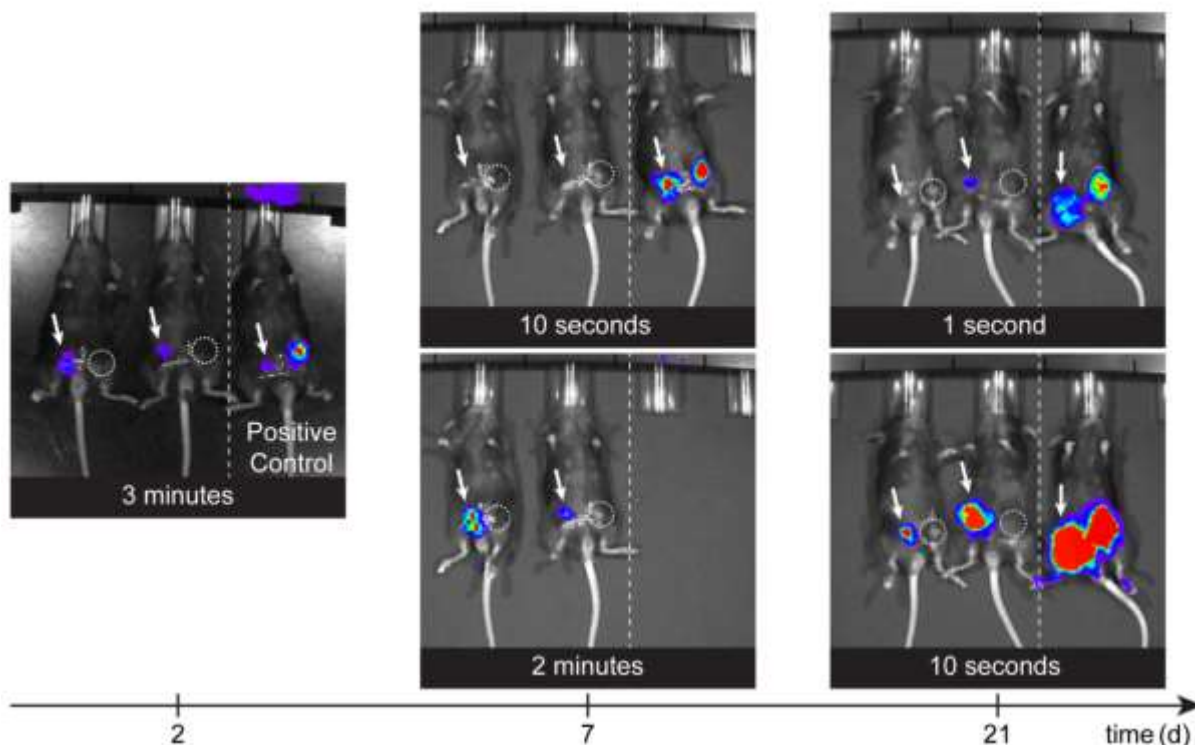 Positive
Control
3 minutes
10 seconds
2 minutes
1 second
10 seconds
2
7
21
time (d)